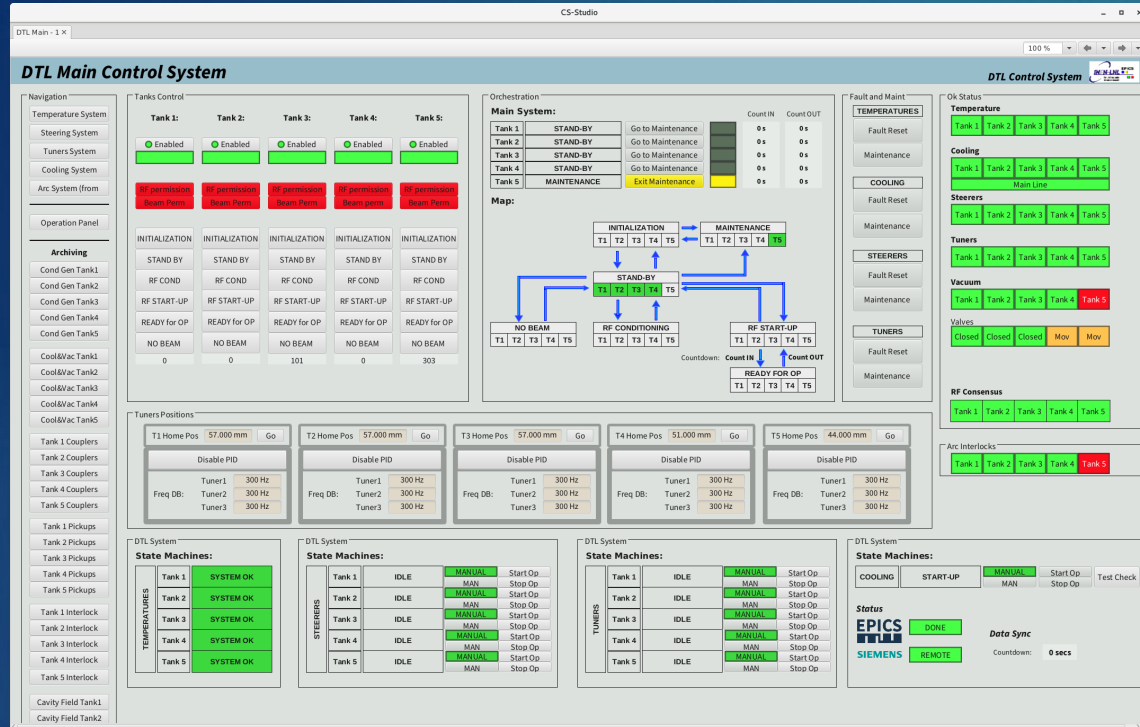 CS-Studio
DTL Main - 1 ×
100 %
DTL Main Control System
DTL Control System
EPICS
Navigation
Temperature System
Steering System
Tuners System
Cooling System
Arc System (from
Operation Panel
Archiving
Cond Gen Tank1
Cond Gen Tank2
Cond Gen Tank3
Cond Gen Tank4
Cond Gen Tank5
Cool&Vac Tank1
Cool&Vac Tank2
Cool&Vac Tank3
Cool&Vac Tank4
Cool&Vac Tank5
Tank 1 Couplers
Tank 2 Couplers
Tank 3 Couplers
Tank 4 Couplers
Tank 5 Couplers
Tank 1 Pickups
Tank 2 Pickups
Tank 3 Pickups
Tank 4 Pickups
Tank 5 Pickups
Tank 1 Interlock
Tank 2 Interlock
Tank 3 Interlock
Tank 4 Interlock
Tank 5 Interlock
Cavity Field Tank1
Cavity Field Tank2
Tanks Control
Tank 1: Tank 2: Tank 3: Tank 4: Tank 5:
Enabled Enabled Enabled Enabled Enabled
RF permission RF permission RF permission RF permission RF permission
Beam Perm Beam Perm Beam Perm Beam Perm Beam Perm
INITIALIZATION INITIALIZATION INITIALIZATION INITIALIZATION INITIALIZATION
STAND BY STAND BY STAND BY STAND BY STAND BY
RF COND RF COND RF COND RF COND RF COND
RF START-UP RF START-UP RF START-UP RF START-UP RF START-UP
READY for OP READY for OP READY for OP READY for OP READY for OP
NO BEAM NO BEAM NO BEAM NO BEAM NO BEAM
0 0 101 0 303
Orchestration
Main System: Count IN Count OUT
Tank 1 STAND-BY Go to Maintenance 0 s 0 s
Tank 2 STAND-BY Go to Maintenance 0 s 0 s
Tank 3 STAND-BY Go to Maintenance 0 s 0 s
Tank 4 STAND-BY Go to Maintenance 0 s 0 s
Tank 5 MAINTENANCE Exit Maintenance 0 s 0 s
Map:
INITIALIZATION MAINTENANCE
T1 T2 T3 T4 T5 T1 T2 T3 T4 T5
STAND-BY
T1 T2 T3 T4 T5
NO BEAM RF CONDITIONING RF START-UP
T1 T2 T3 T4 T5 T1 T2 T3 T4 T5 T1 T2 T3 T4 T5
Countdown: Count IN Count OUT
READY FOR OP
T1 T2 T3 T4 T5
Fault and Maint
TEMPERATURES
Fault Reset
Maintenance
COOLING
Fault Reset
Maintenance
STEERERS
Fault Reset
Maintenance
TUNERS
Fault Reset
Maintenance
Ok Status
Temperature
Tank 1 Tank 2 Tank 3 Tank 4 Tank 5
Cooling
Tank 1 Tank 2 Tank 3 Tank 4 Tank 5
Main Line
Steerers
Tank 1 Tank 2 Tank 3 Tank 4 Tank 5
Tuners
Tank 1 Tank 2 Tank 3 Tank 4 Tank 5
Vacuum
Tank 1 Tank 2 Tank 3 Tank 4 Tank 5
Valves
Closed Closed Closed Mov Mov
RF Consensus
Tank 1 Tank 2 Tank 3 Tank 4 Tank 5
Arc Interlocks
Tank 1 Tank 2 Tank 3 Tank 4 Tank 5
Tuners Positions
T1 Home Pos 57.000 mm Go T2 Home Pos 57.000 mm Go T3 Home Pos 57.000 mm Go T4 Home Pos 51.000 mm Go T5 Home Pos 44.000 mm Go
Disable PID Disable PID Disable PID Disable PID Disable PID
Tuner1 300 Hz Tuner1 300 Hz Tuner1 300 Hz Tuner1 300 Hz Tuner1 300 Hz
Freq DB: Tuner2 300 Hz Freq DB: Tuner2 300 Hz Freq DB: Tuner2 300 Hz Freq DB: Tuner2 300 Hz Freq DB: Tuner2 300 Hz
Tuner3 300 Hz Tuner3 300 Hz Tuner3 300 Hz Tuner3 300 Hz Tuner3 300 Hz
DTL System
State Machines:
TEMPERATURES
Tank 1 SYSTEM OK
Tank 2 SYSTEM OK
Tank 3 SYSTEM OK
Tank 4 SYSTEM OK
Tank 5 SYSTEM OK
DTL System
State Machines:
STEERERS
Tank 1 IDLE MANUAL Start Op
MAN Stop Op
Tank 2 IDLE MANUAL Start Op
MAN Stop Op
Tank 3 IDLE MANUAL Start Op
MAN Stop Op
Tank 4 IDLE MANUAL Start Op
MAN Stop Op
Tank 5 IDLE MANUAL Start Op
MAN Stop Op
DTL System
State Machines:
TUNERS
Tank 1 IDLE MANUAL Start Op
MAN Stop Op
Tank 2 IDLE MANUAL Start Op
MAN Stop Op
Tank 3 IDLE MANUAL Start Op
MAN Stop Op
Tank 4 IDLE MANUAL Start Op
MAN Stop Op
Tank 5 IDLE MANUAL Start Op
MAN Stop Op
DTL System
State Machines:
COOLING START-UP MANUAL Start Op Test Check
MAN Stop Op
Status
EPICS DONE
Data Sync
SIEMENS REMOTE
Countdown: 0 secs